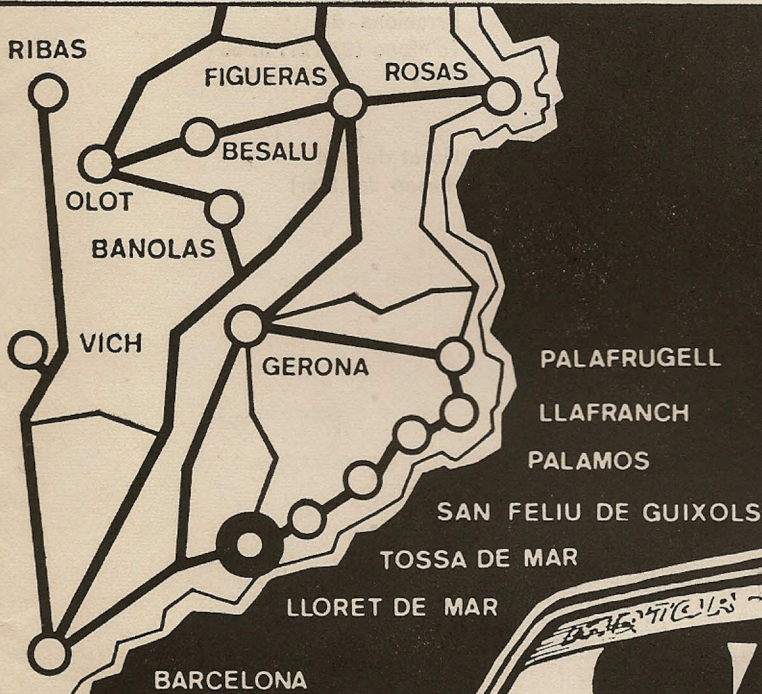 RIBAS
FIGUERAS
ROSAS
BESALU
OLOT
BANOLAS
VICH
GERONA
PALAFRUGELL
LLAFRANCH
PALAMOS
SAN FELIU DE GUIXOLS
TOSSA DE MAR
LLORET DE MAR
BARCELONA